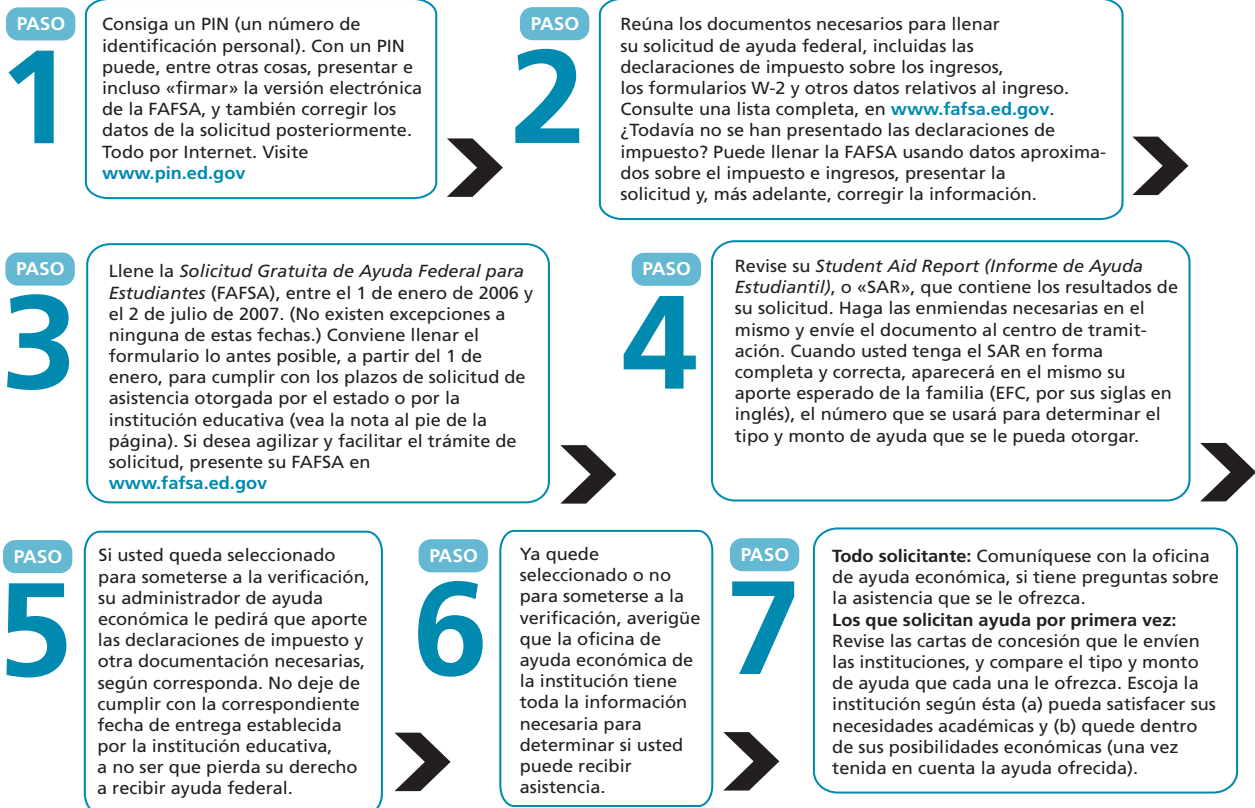 PASO
1
Consiga un PIN (un número de
identificación personal). Con un PIN
puede, entre otras cosas, presentar e
incluso «firmar» la versión electrónica
de la FAFSA, y también corregir los
datos de la solicitud posteriormente.
Todo por Internet. Visite
www.pin.ed.gov
PASO
2
Reúna los documentos necesarios para llenar
su solicitud de ayuda federal, incluidas las
declaraciones de impuesto sobre los ingresos,
los formularios W-2 y otros datos relativos al ingreso.
Consulte una lista completa, en www.fafsa.ed.gov.
¿Todavía no se han presentado las declaraciones de
impuesto? Puede llenar la FAFSA usando datos aproxima-
dos sobre el impuesto e ingresos, presentar la
solicitud y, más adelante, corregir la información.
PASO
3
Llene la Solicitud Gratuita de Ayuda Federal para
Estudiantes (FAFSA), entre el 1 de enero de 2006 y
el 2 de julio de 2007. (No existen excepciones a
ninguna de estas fechas.) Conviene llenar el
formulario lo antes posible, a partir del 1 de
enero, para cumplir con los plazos de solicitud de
asistencia otorgada por el estado o por la
institución educativa (vea la nota al pie de la
página). Si desea agilizar y facilitar el trámite de
solicitud, presente su FAFSA en
www.fafsa.ed.gov
PASO
4
Revise su Student Aid Report (Informe de Ayuda
Estudiantil), o «SAR», que contiene los resultados de
su solicitud. Haga las enmiendas necesarias en el
mismo y envíe el documento al centro de tramit-
ación. Cuando usted tenga el SAR en forma
completa y correcta, aparecerá en el mismo su
aporte esperado de la familia (EFC, por sus siglas en
inglés), el número que se usará para determinar el
tipo y monto de ayuda que se le pueda otorgar.
PASO
5
Si usted queda seleccionado
para someterse a la verificación,
su administrador de ayuda
económica le pedirá que aporte
las declaraciones de impuesto y
otra documentación necesarias,
según corresponda. No deje de
cumplir con la correspondiente
fecha de entrega establecida
por la institución educativa,
a no ser que pierda su derecho
a recibir ayuda federal.
PASO
6
Ya quede
seleccionado o no
para someterse a la
verificación, averigüe
que la oficina de
ayuda económica de
la institución tiene
toda la información
necesaria para
determinar si usted
puede recibir
asistencia.
PASO
7
Todo solicitante: Comuníquese con la oficina
de ayuda económica, si tiene preguntas sobre
la asistencia que se le ofrezca.
Los que solicitan ayuda por primera vez:
Revise las cartas de concesión que le envíen
las instituciones, y compare el tipo y monto
de ayuda que cada una le ofrezca. Escoja la
institución según ésta (a) pueda satisfacer sus
necesidades académicas y (b) quede dentro
de sus posibilidades económicas (una vez
tenida en cuenta la ayuda ofrecida).